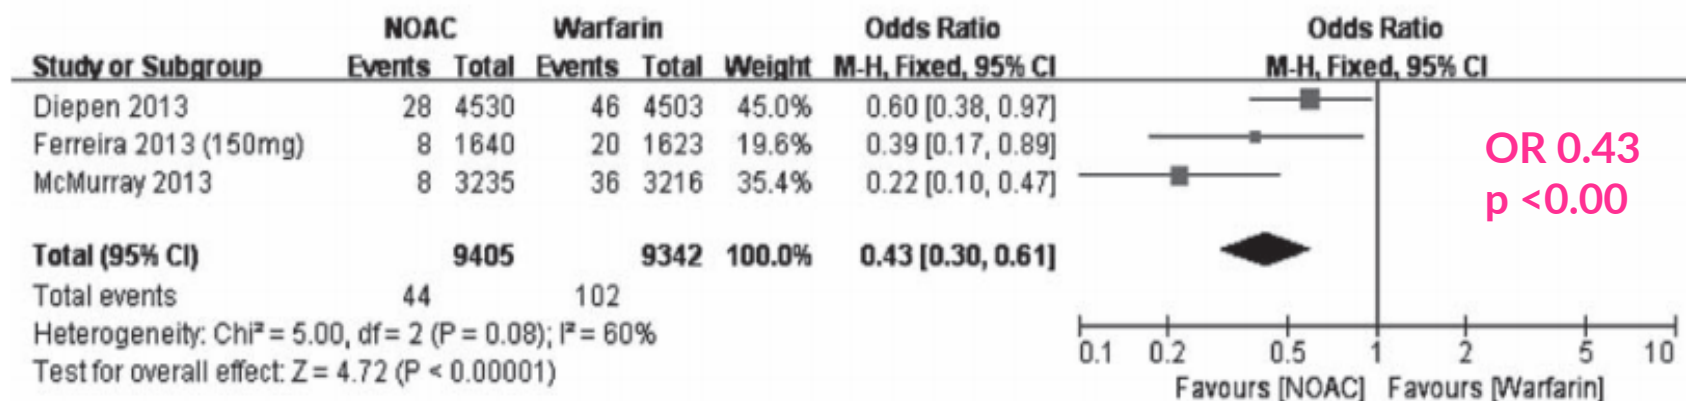 NOAC Warfarin Odds Ratio Odds Ratio
Study or Subgroup Events Total Events Total Weight M-H, Fixed, 95% CI M-H, Fixed, 95% CI
Diepen 2013 28 4530 46 4503 45.0% 0.60 [0.38, 0.97]
Ferreira 2013 (150mg) 8 1640 20 1623 19.6% 0.39 [0.17, 0.89]
McMurray 2013 8 3235 36 3216 35.4% 0.22 [0.10, 0.47]
OR 0.43
p <0.00
Total (95% CI) 9405 9342 100.0% 0.43 [0.30, 0.61]
Total events 44 102
Heterogeneity: Chi² = 5.00, df = 2 (P = 0.08); I² = 60%
Test for overall effect: Z = 4.72 (P < 0.00001)
0.1 0.2 0.5 1 2 5 10
Favours [NOAC] Favours [Warfarin]